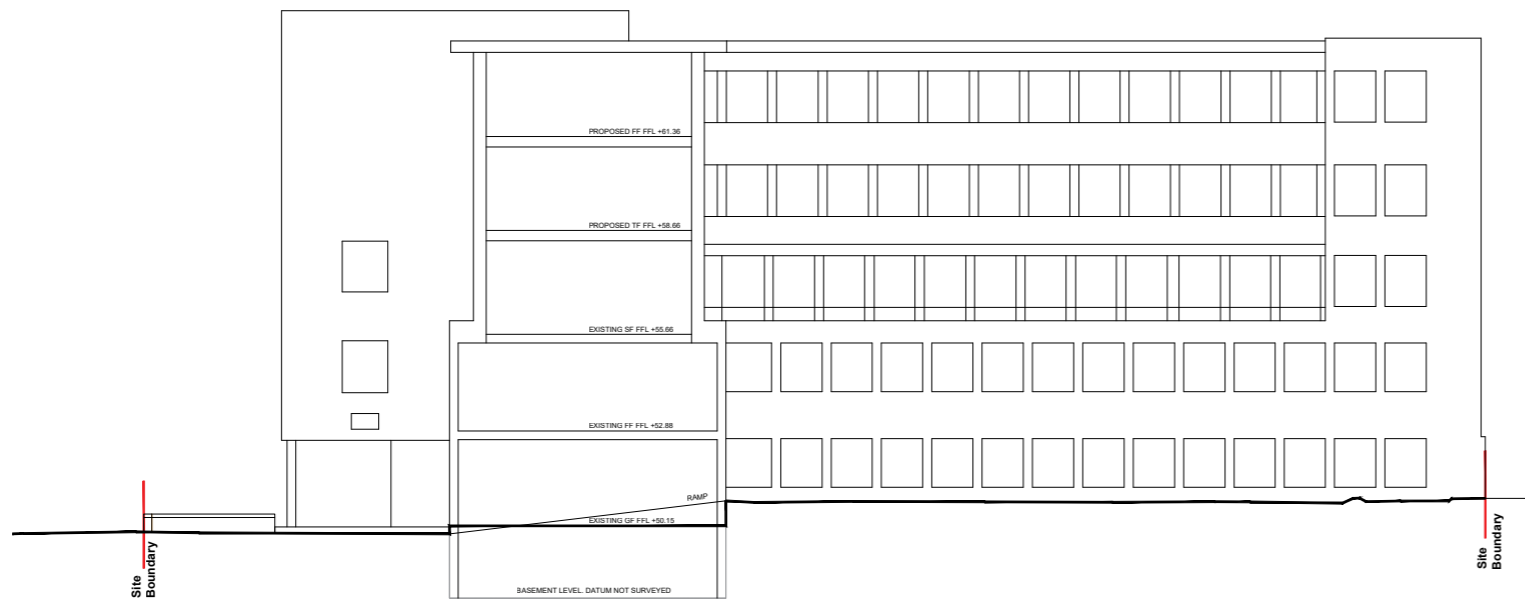 PROPOSED FF FFL +61.36
PROPOSED TF FFL +58.66
EXISTING SF FFL +55.66
EXISTING FF FFL +52.88
RAMP
EXISTING GF FFL +50.15
BASEMENT LEVEL. DATUM NOT SURVEYED
Site
Boundary
Site
Boundary